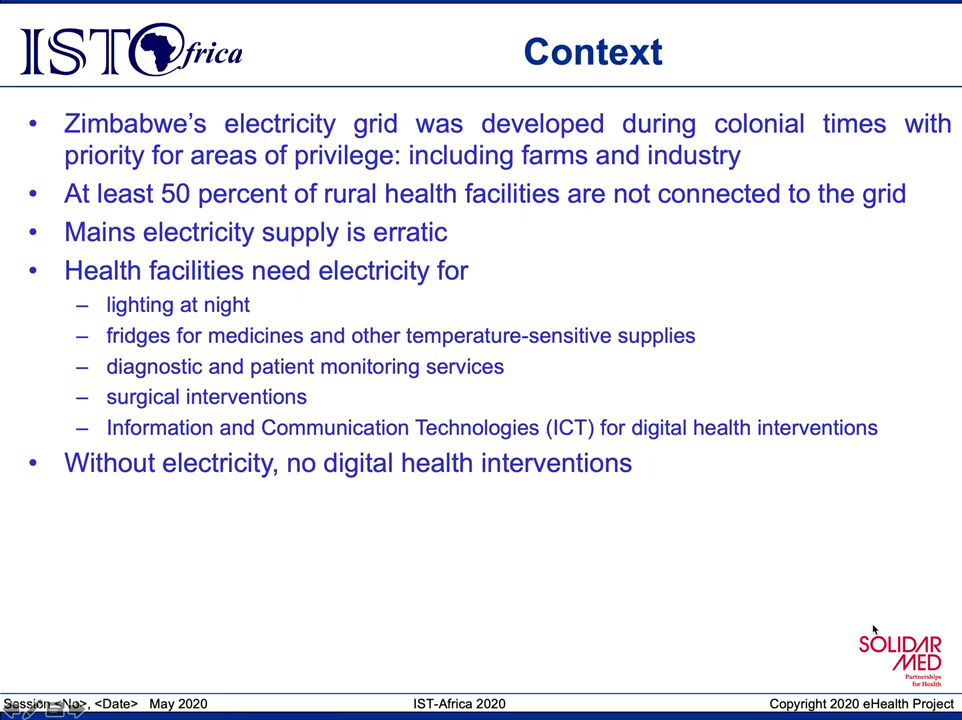 IST Africa
Context
• Zimbabwe's electricity grid was developed during colonial times with
priority for areas of privilege: including farms and industry
• At least 50 percent of rural health facilities are not connected to the grid
• Mains electricity supply is erratic
• Health facilities need electricity for
– lighting at night
– fridges for medicines and other temperature-sensitive supplies
– diagnostic and patient monitoring services
– surgical interventions
– Information and Communication Technologies (ICT) for digital health interventions
• Without electricity, no digital health interventions
SOLIDAR
MED
Partnerships
for Health
Session <No>, <Date> May 2020
IST-Africa 2020
Copyright 2020 eHealth Project